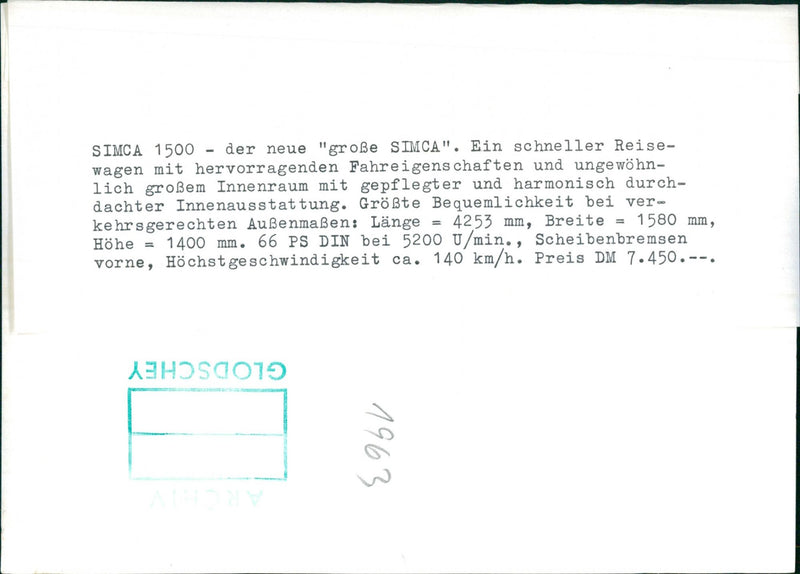 SIMCA 1500 - der neue "große SIMCA". Ein schneller Reise-
wagen mit hervorragenden Fahreigenschaften und ungewöhn-
lich großem Innenraum mit gepflegter und harmonisch durch-
dachter Innenausstattung. Größte Bequemlichkeit bei ver-
kehrsgerechten Außenmaßen: Länge = 4253 mm, Breite = 1580 mm,
Höhe = 1400 mm. 66 PS DIN bei 5200 U/min., Scheibenbremsen
vorne, Höchstgeschwindigkeit ca. 140 km/h. Preis DM 7.450.--.
GLODSCHEY
ARCHIV
1963